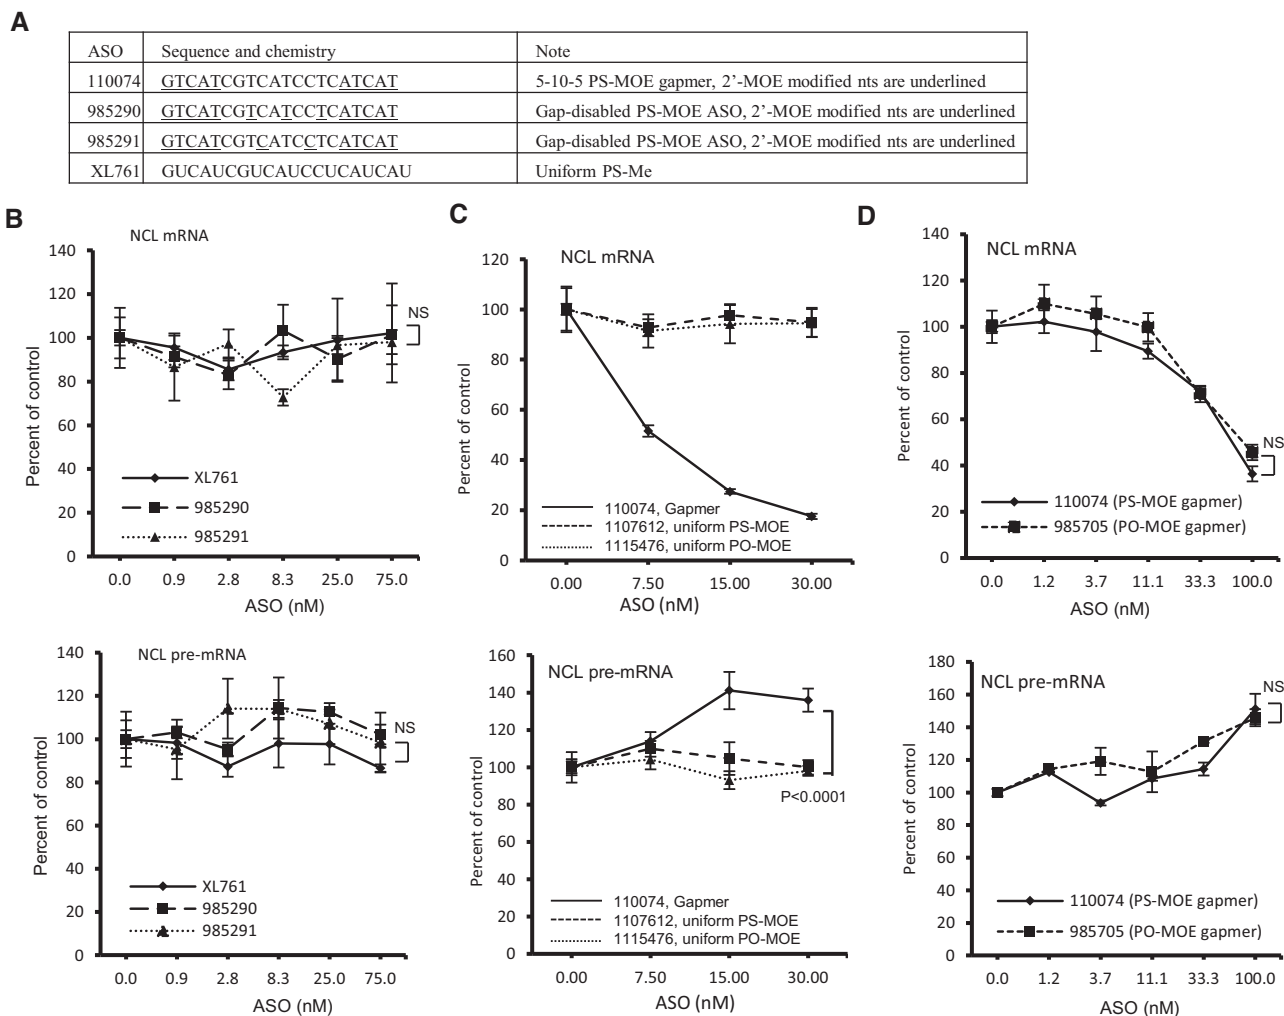 A
ASO Sequence and chemistry Note
110074 GTCATCGTCATCCTCATCAT 5-10-5 PS-MOE gapmer, 2'-MOE modified nts are underlined
985290 GTCATCGTCATCCTCATCAT Gap-disabled PS-MOE ASO, 2'-MOE modified nts are underlined
985291 GTCATCGTCATCCTCATCAT Gap-disabled PS-MOE ASO, 2'-MOE modified nts are underlined
XL761 GUCAUCGUCAUCCUCAUCAU Uniform PS-Me
B
NCL mRNA
140
120
100
80
60
40
20
0
Percent of control
NS
XL761
985290
985291
0.0 0.9 2.8 8.3 25.0 75.0
ASO (nM)
NCL pre-mRNA
140
120
100
80
60
40
20
0
Percent of control
NS
XL761
985290
985291
0.0 0.9 2.8 8.3 25.0 75.0
ASO (nM)
C
NCL mRNA
120
100
80
60
40
20
0
Percent of control
110074, Gapmer
1107612, uniform PS-MOE
1115476, uniform PO-MOE
0.00 7.50 15.00 30.00
ASO (nM)
NCL pre-mRNA
160
140
120
100
80
60
40
20
0
Percent of control
P<0.0001
110074, Gapmer
1107612, uniform PS-MOE
1115476, uniform PO-MOE
0.00 7.50 15.00 30.00
ASO (nM)
D
NCL mRNA
140
120
100
80
60
40
20
0
Percent of control
NS
110074 (PS-MOE gapmer)
985705 (PO-MOE gapmer)
0.0 1.2 3.7 11.1 33.3 100.0
ASO (nM)
NCL pre-mRNA
180
160
140
120
100
80
60
40
20
0
Percent of control
NS
110074 (PS-MOE gapmer)
985705 (PO-MOE gapmer)
0.0 1.2 3.7 11.1 33.3 100.0
ASO (nM)